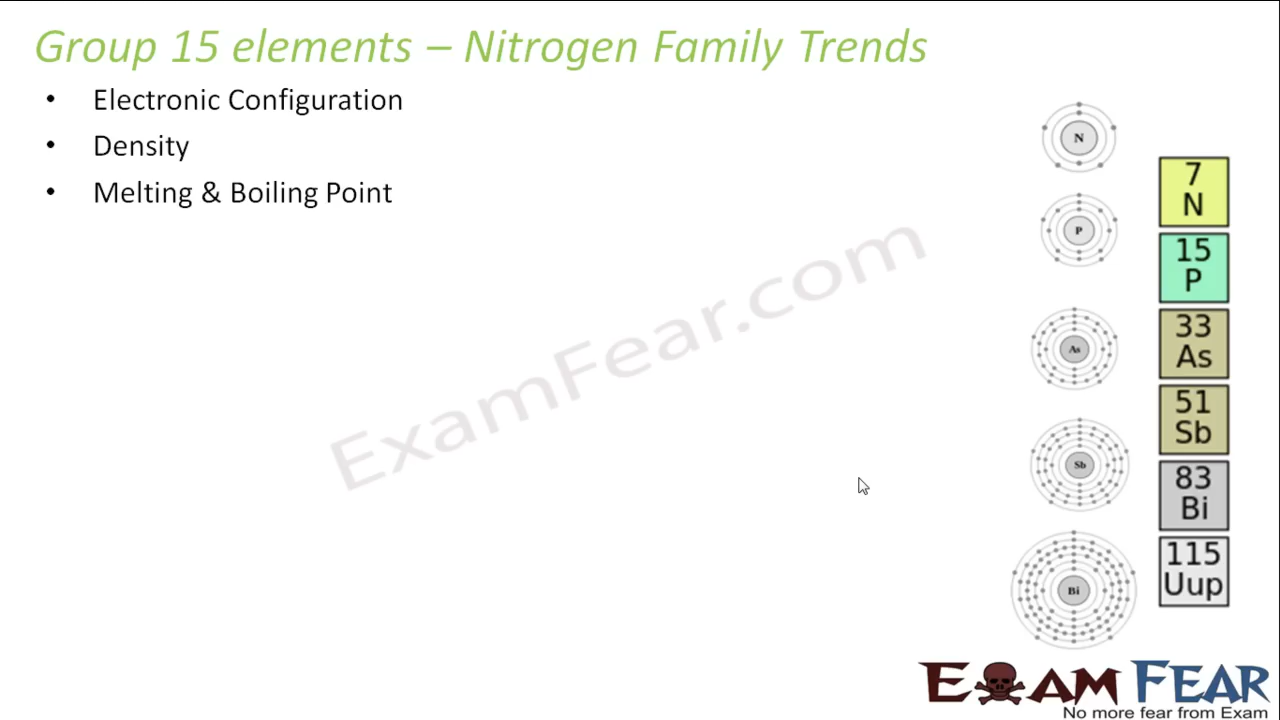 Group 15 elements – Nitrogen Family Trends
• Electronic Configuration
• Density
• Melting & Boiling Point
ExamFear.com
N
P
As
Sb
Bi
7
N
15
P
33
As
51
Sb
83
Bi
115
Uup
EXAM FEAR
No more fear from Exam